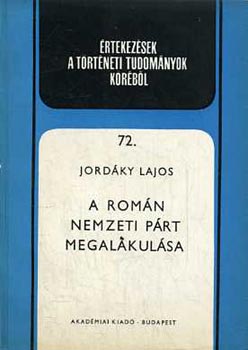 ÉRTEKEZÉSEK
A TÖRTÉNETI TUDOMÁNYOK
KÖRÉBŐL
72.
JORDÁKY LAJOS
A ROMÁN
NEMZETI PÁRT
MEGALAKULÁSA
AKADÉMIAI KIADÓ - BUDAPEST